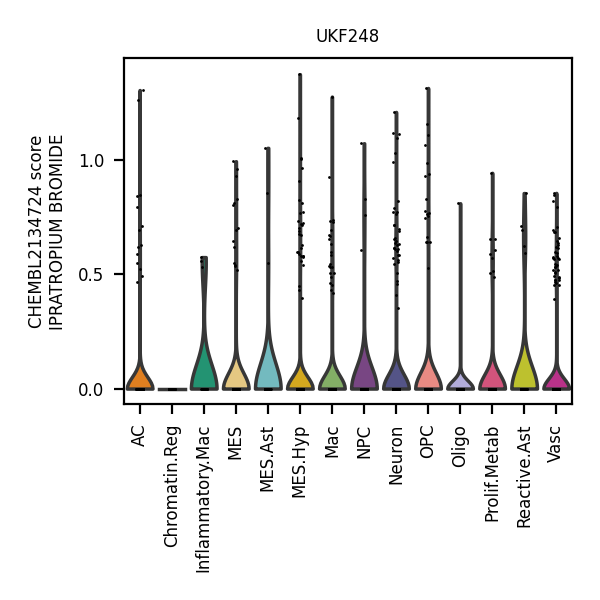 UKF248
CHEMBL2134724 score
IPRATROPIUM BROMIDE
1.0
0.5
0.0
AC
Chromatin.Reg
Inflammatory.Mac
MES
MES.Ast
MES.Hyp
Mac
NPC
Neuron
OPC
Oligo
Prolif.Metab
Reactive.Ast
Vasc